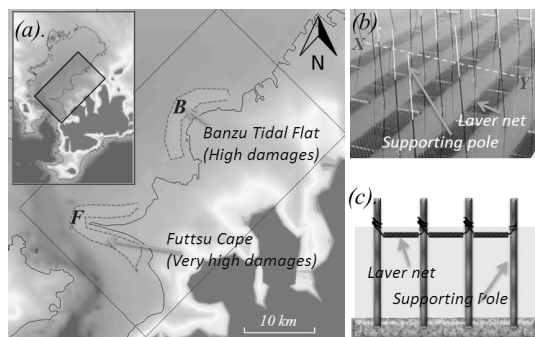 (a).
N
B
Banzu Tidal Flat
(High damages)
F
Futtsu Cape
(Very high damages)
10 km
(b)
X
Y
Laver net
Supporting pole
(c)
Laver net
Supporting Pole